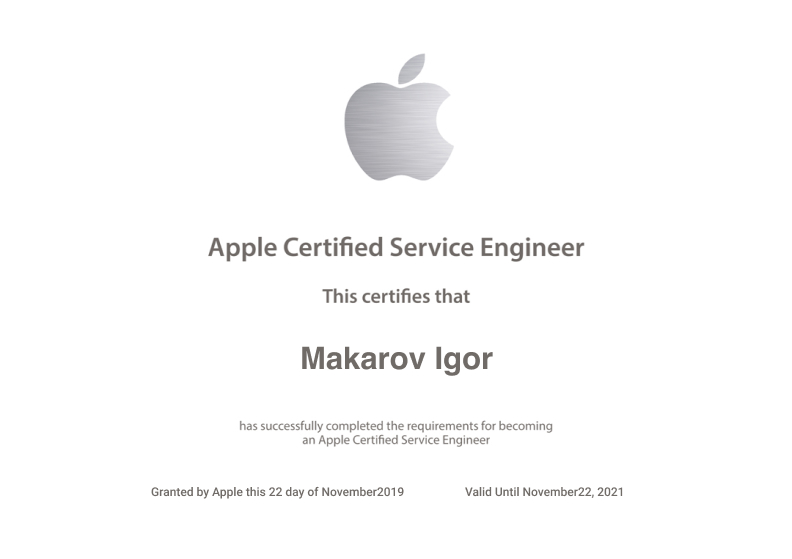 Apple Certified Service Engineer
This certifies that
Makarov Igor
has successfully completed the requirements for becoming
an Apple Certified Service Engineer
Granted by Apple this 22 day of November2019 Valid Until November22, 2021